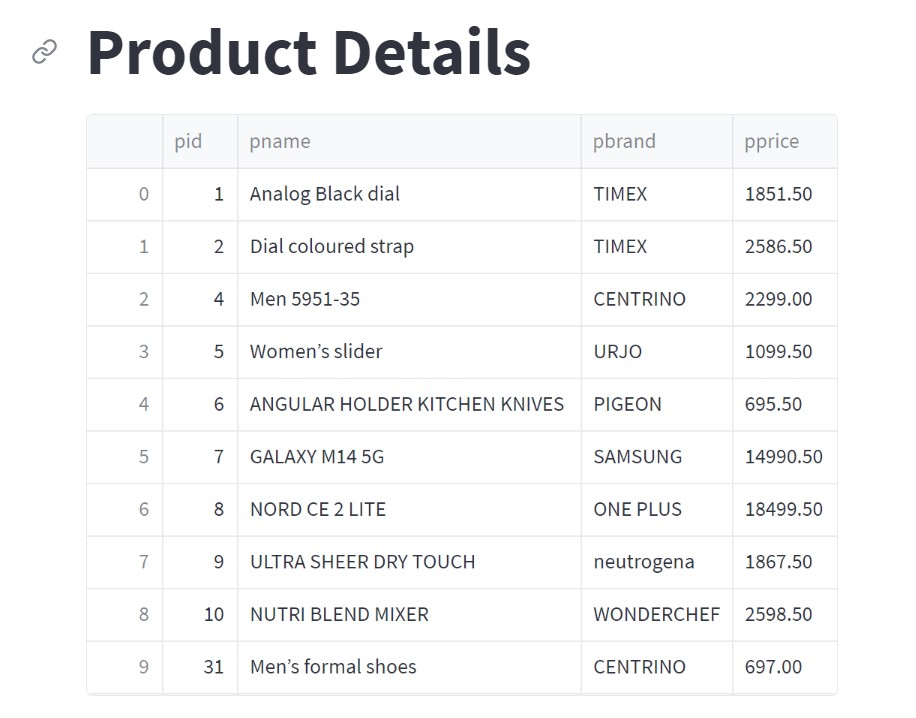 Product Details
pid pname pbrand pprice
0 1 Analog Black dial TIMEX 1851.50
1 2 Dial coloured strap TIMEX 2586.50
2 4 Men 5951-35 CENTRINO 2299.00
3 5 Women’s slider URJO 1099.50
4 6 ANGULAR HOLDER KITCHEN KNIVES PIGEON 695.50
5 7 GALAXY M14 5G SAMSUNG 14990.50
6 8 NORD CE 2 LITE ONE PLUS 18499.50
7 9 ULTRA SHEER DRY TOUCH neutrogena 1867.50
8 10 NUTRI BLEND MIXER WONDERCHEF 2598.50
9 31 Men’s formal shoes CENTRINO 697.00